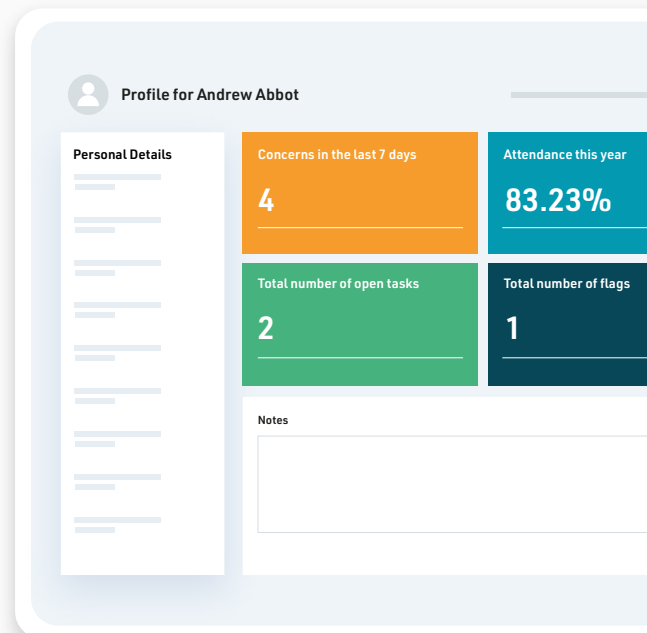 Profile for Andrew Abbot
Personal Details
Concerns in the last 7 days
4
Attendance this year
83.23%
Total number of open tasks
2
Total number of flags
1
Notes